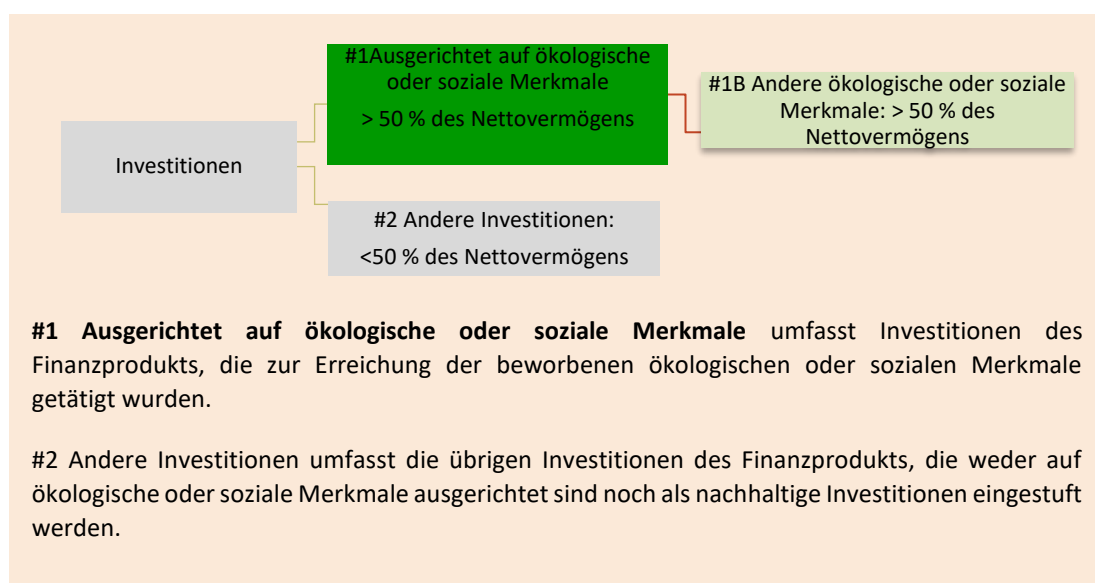 #1Ausgerichtet auf ökologische
oder soziale Merkmale
> 50 % des Nettovermögens
#1B Andere ökologische oder soziale
Merkmale: > 50 % des
Nettovermögens
Investitionen
#2 Andere Investitionen:
<50 % des Nettovermögens
#1 Ausgerichtet auf ökologische oder soziale Merkmale umfasst Investitionen des
Finanzprodukts, die zur Erreichung der beworbenen ökologischen oder sozialen Merkmale
getätigt wurden.
#2 Andere Investitionen umfasst die übrigen Investitionen des Finanzprodukts, die weder auf
ökologische oder soziale Merkmale ausgerichtet sind noch als nachhaltige Investitionen eingestuft
werden.